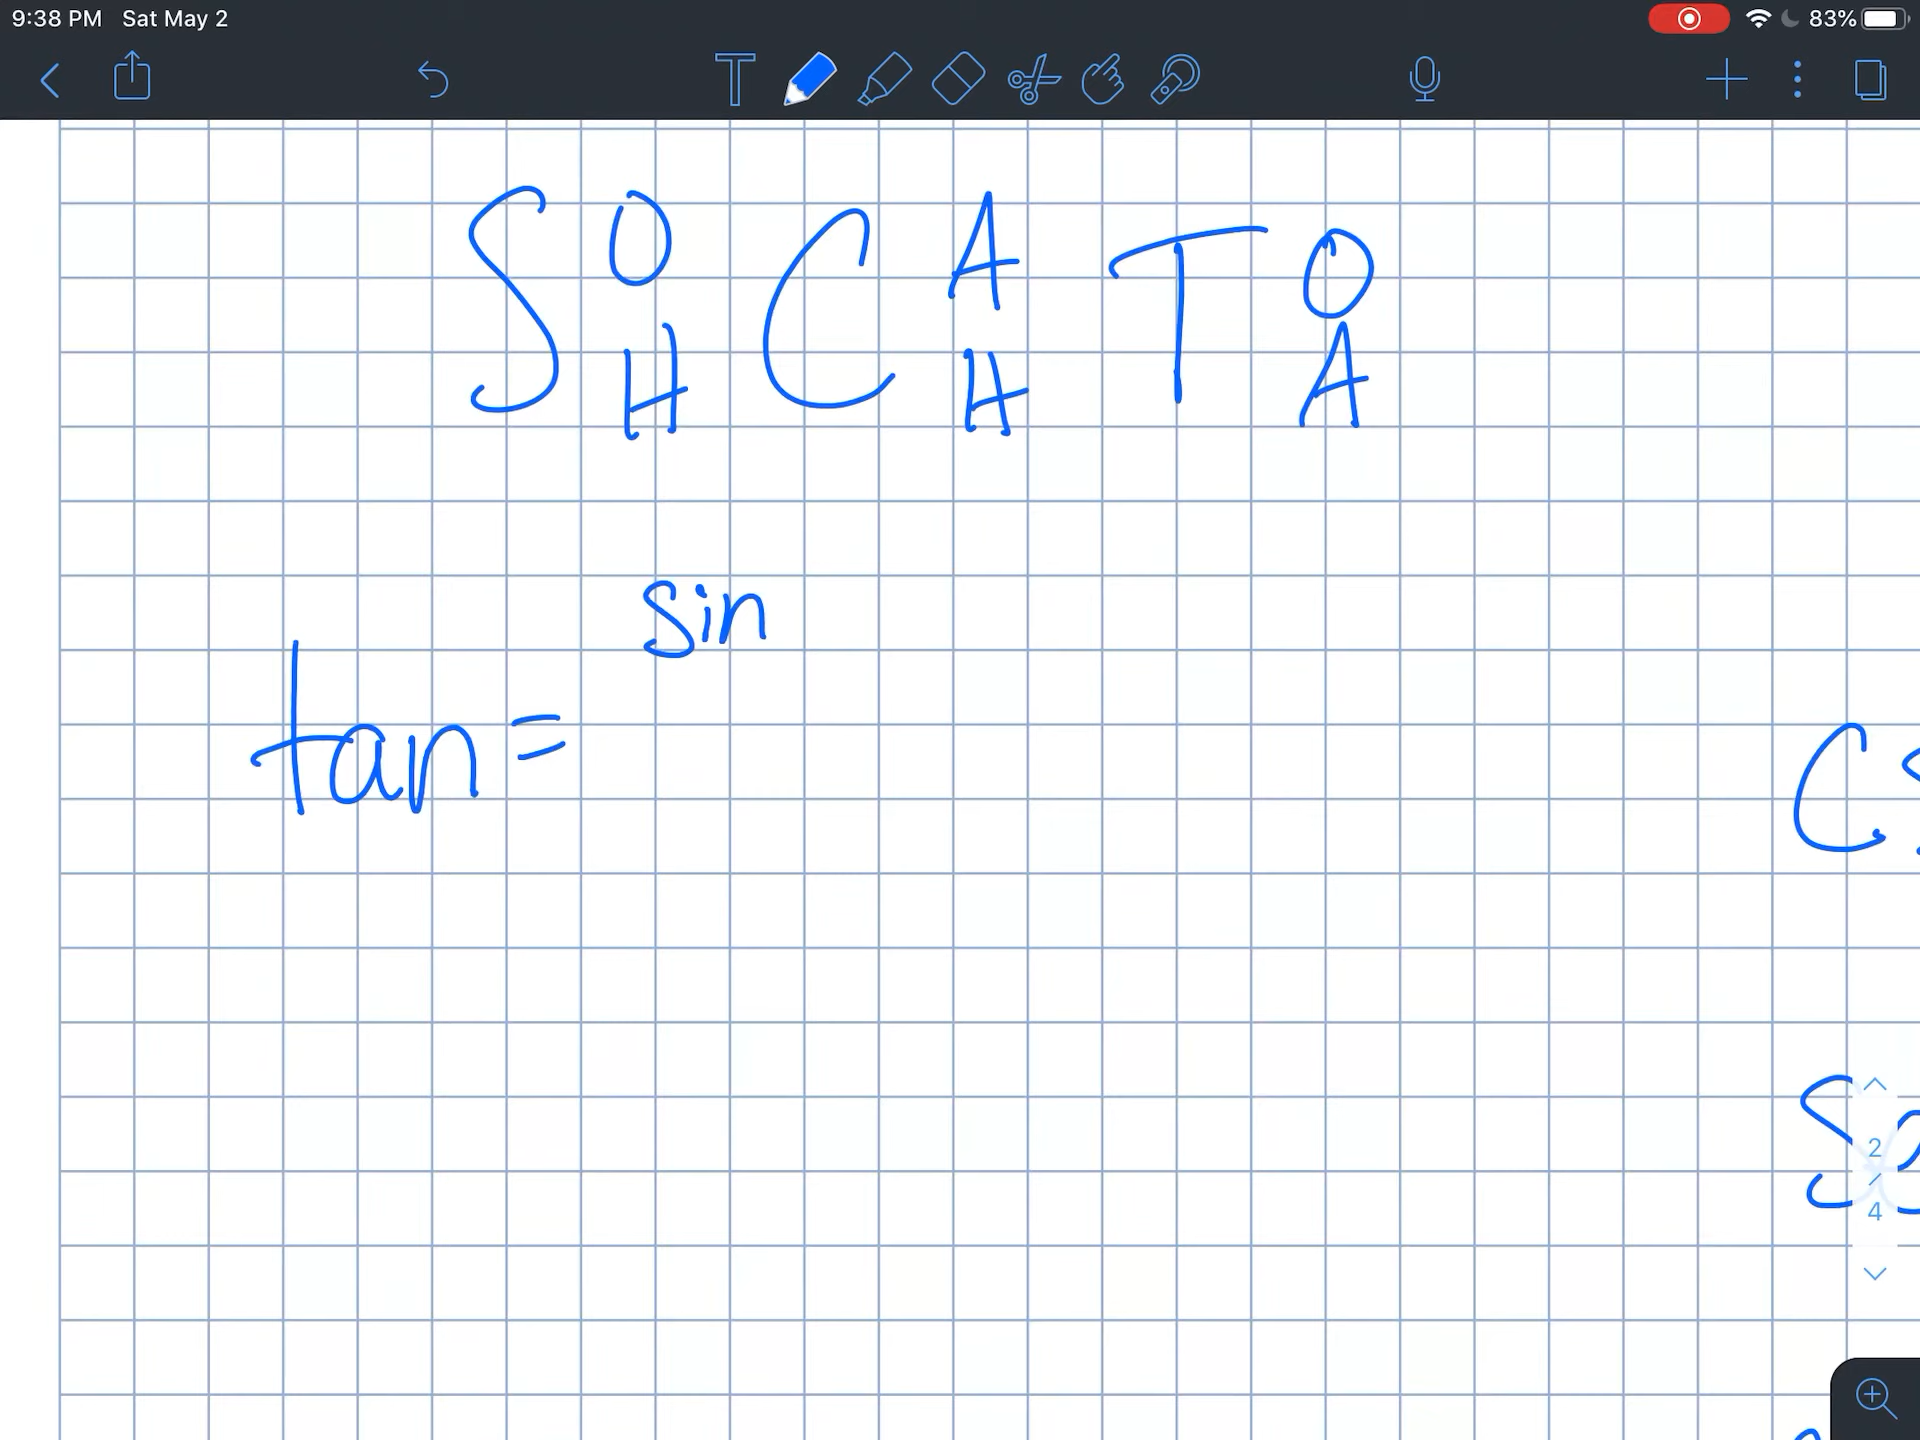 9:38 PM Sat May 2
83%
T
S O/H C A/H T O/A
sin
tan =
2/4